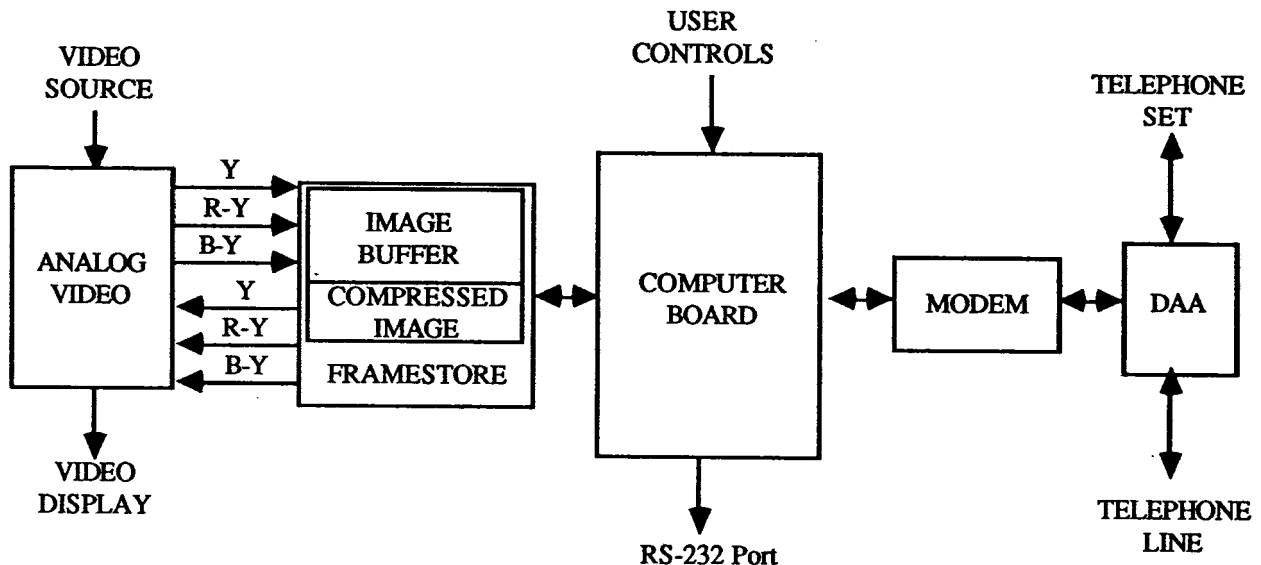 VIDEO
SOURCE
USER
CONTROLS
TELEPHONE
SET
Y
R-Y
B-Y
Y
R-Y
B-Y
ANALOG
VIDEO
IMAGE
BUFFER
COMPRESSED
IMAGE
FRAMESTORE
COMPUTER
BOARD
MODEM
DAA
VIDEO
DISPLAY
RS-232 Port
TELEPHONE
LINE